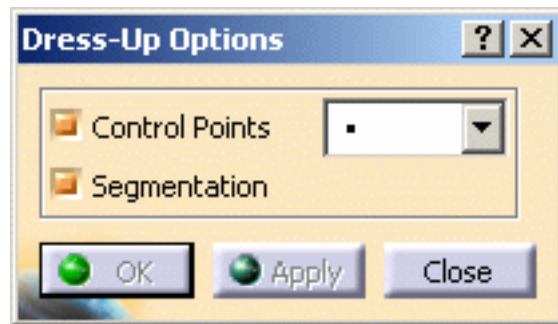 Dress-Up Options ? X
Control Points
Segmentation
OK Apply Close